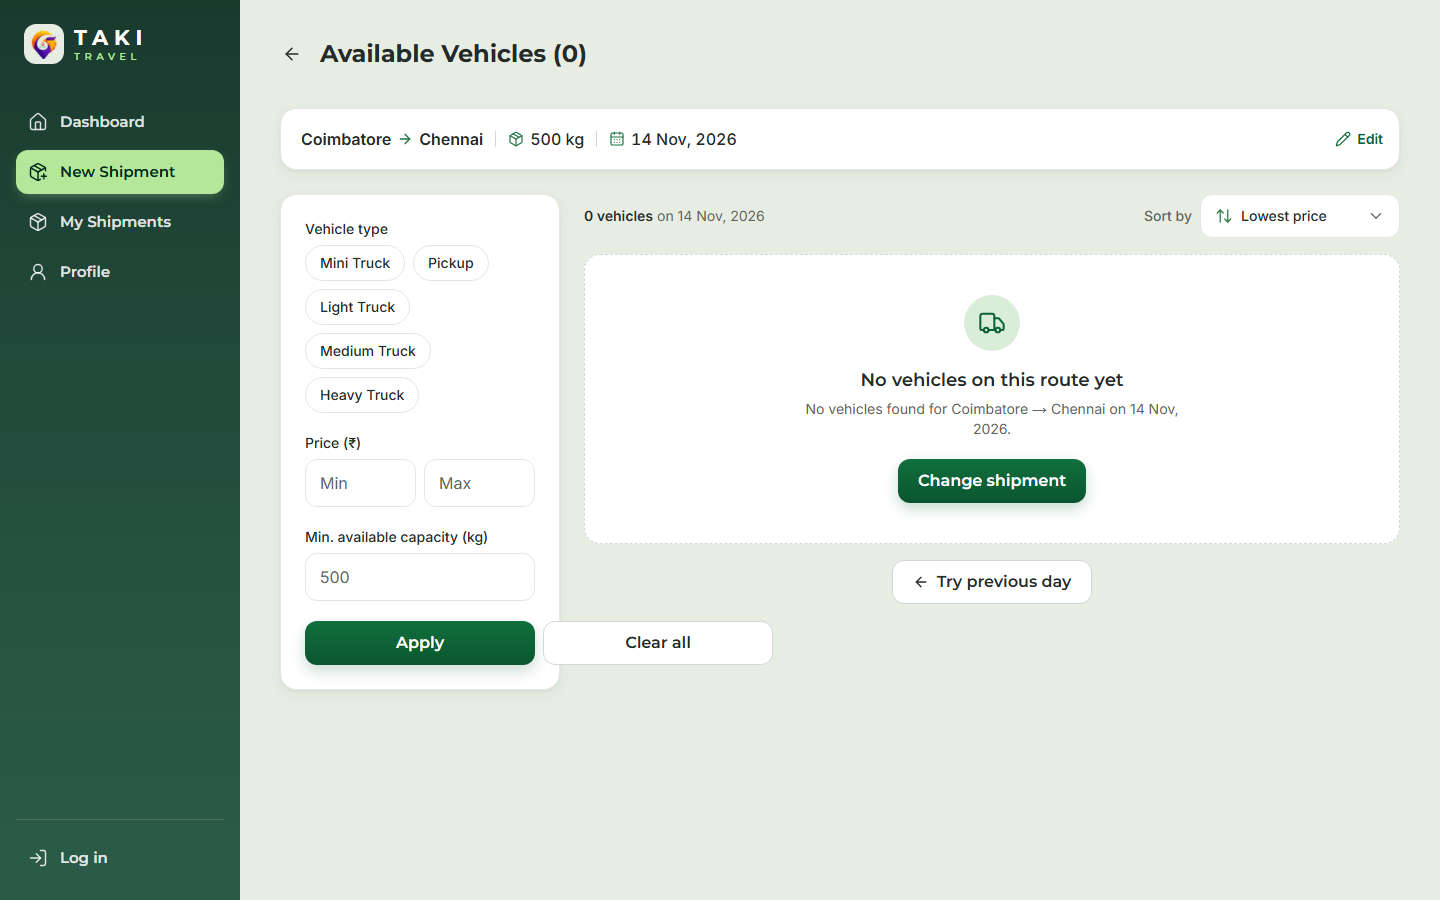 TAKI
TRAVEL
Dashboard
New Shipment
My Shipments
Profile
Log in
Available Vehicles (0)
Coimbatore → Chennai 500 kg 14 Nov, 2026
Edit
Vehicle type
Mini Truck Pickup
Light Truck
Medium Truck
Heavy Truck
Price (₹)
Min Max
Min. available capacity (kg)
500
Apply Clear all
0 vehicles on 14 Nov, 2026
Sort by Lowest price
No vehicles on this route yet
No vehicles found for Coimbatore → Chennai on 14 Nov,
2026.
Change shipment
← Try previous day